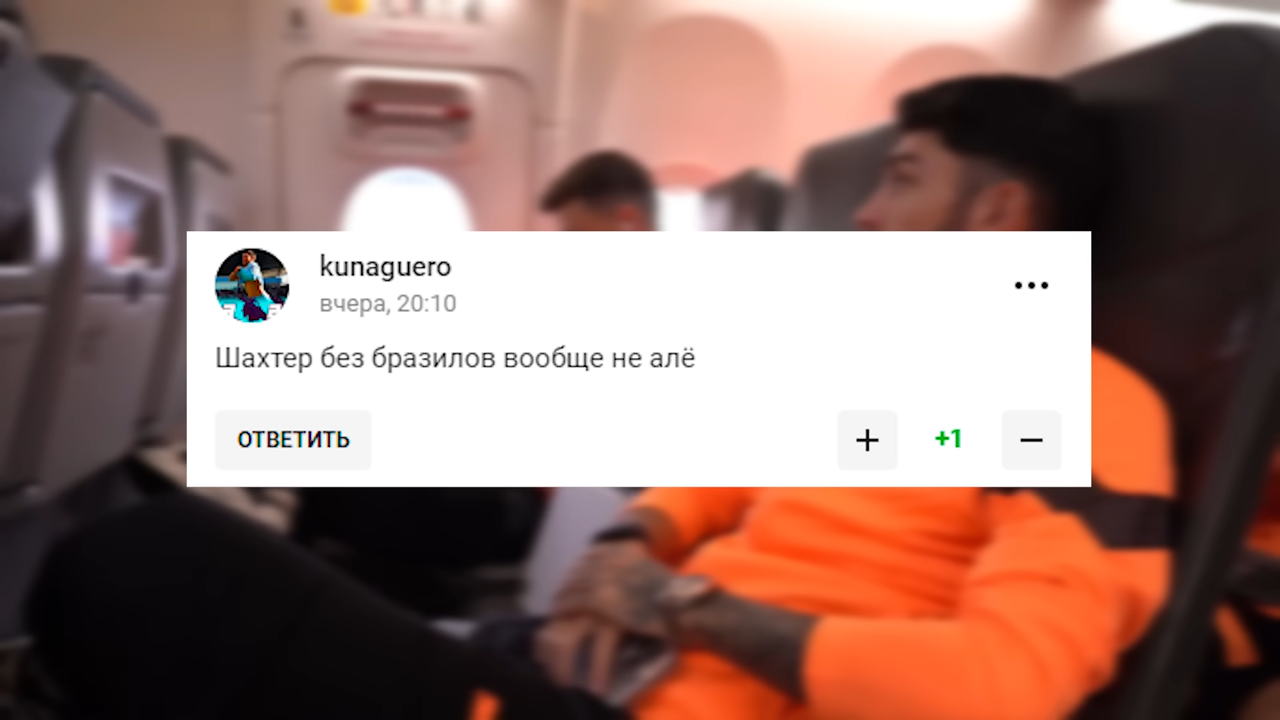 kunaguero
вчера, 20:10
Шахтер без бразилов вообще не алё
ОТВЕТИТЬ
+ +1 −